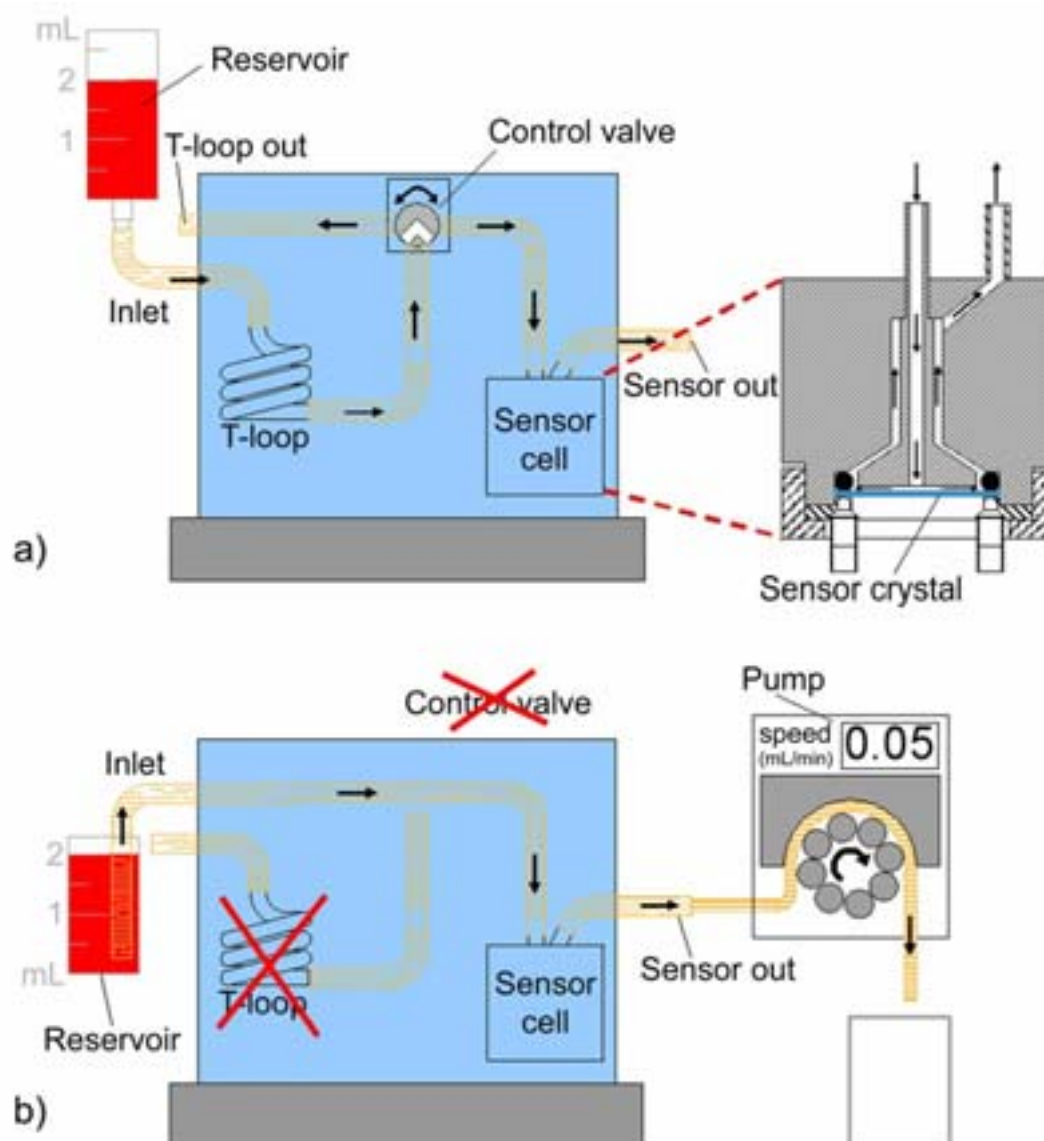 mL
Reservoir
2
1
T-loop out
Control valve
Inlet
T-loop
Sensor out
Sensor
cell
a)
Sensor crystal
Control valve
Pump
speed
(mL/min)
0.05
Inlet
2
1
mL
T-loop
Sensor out
Sensor
cell
Reservoir
b)